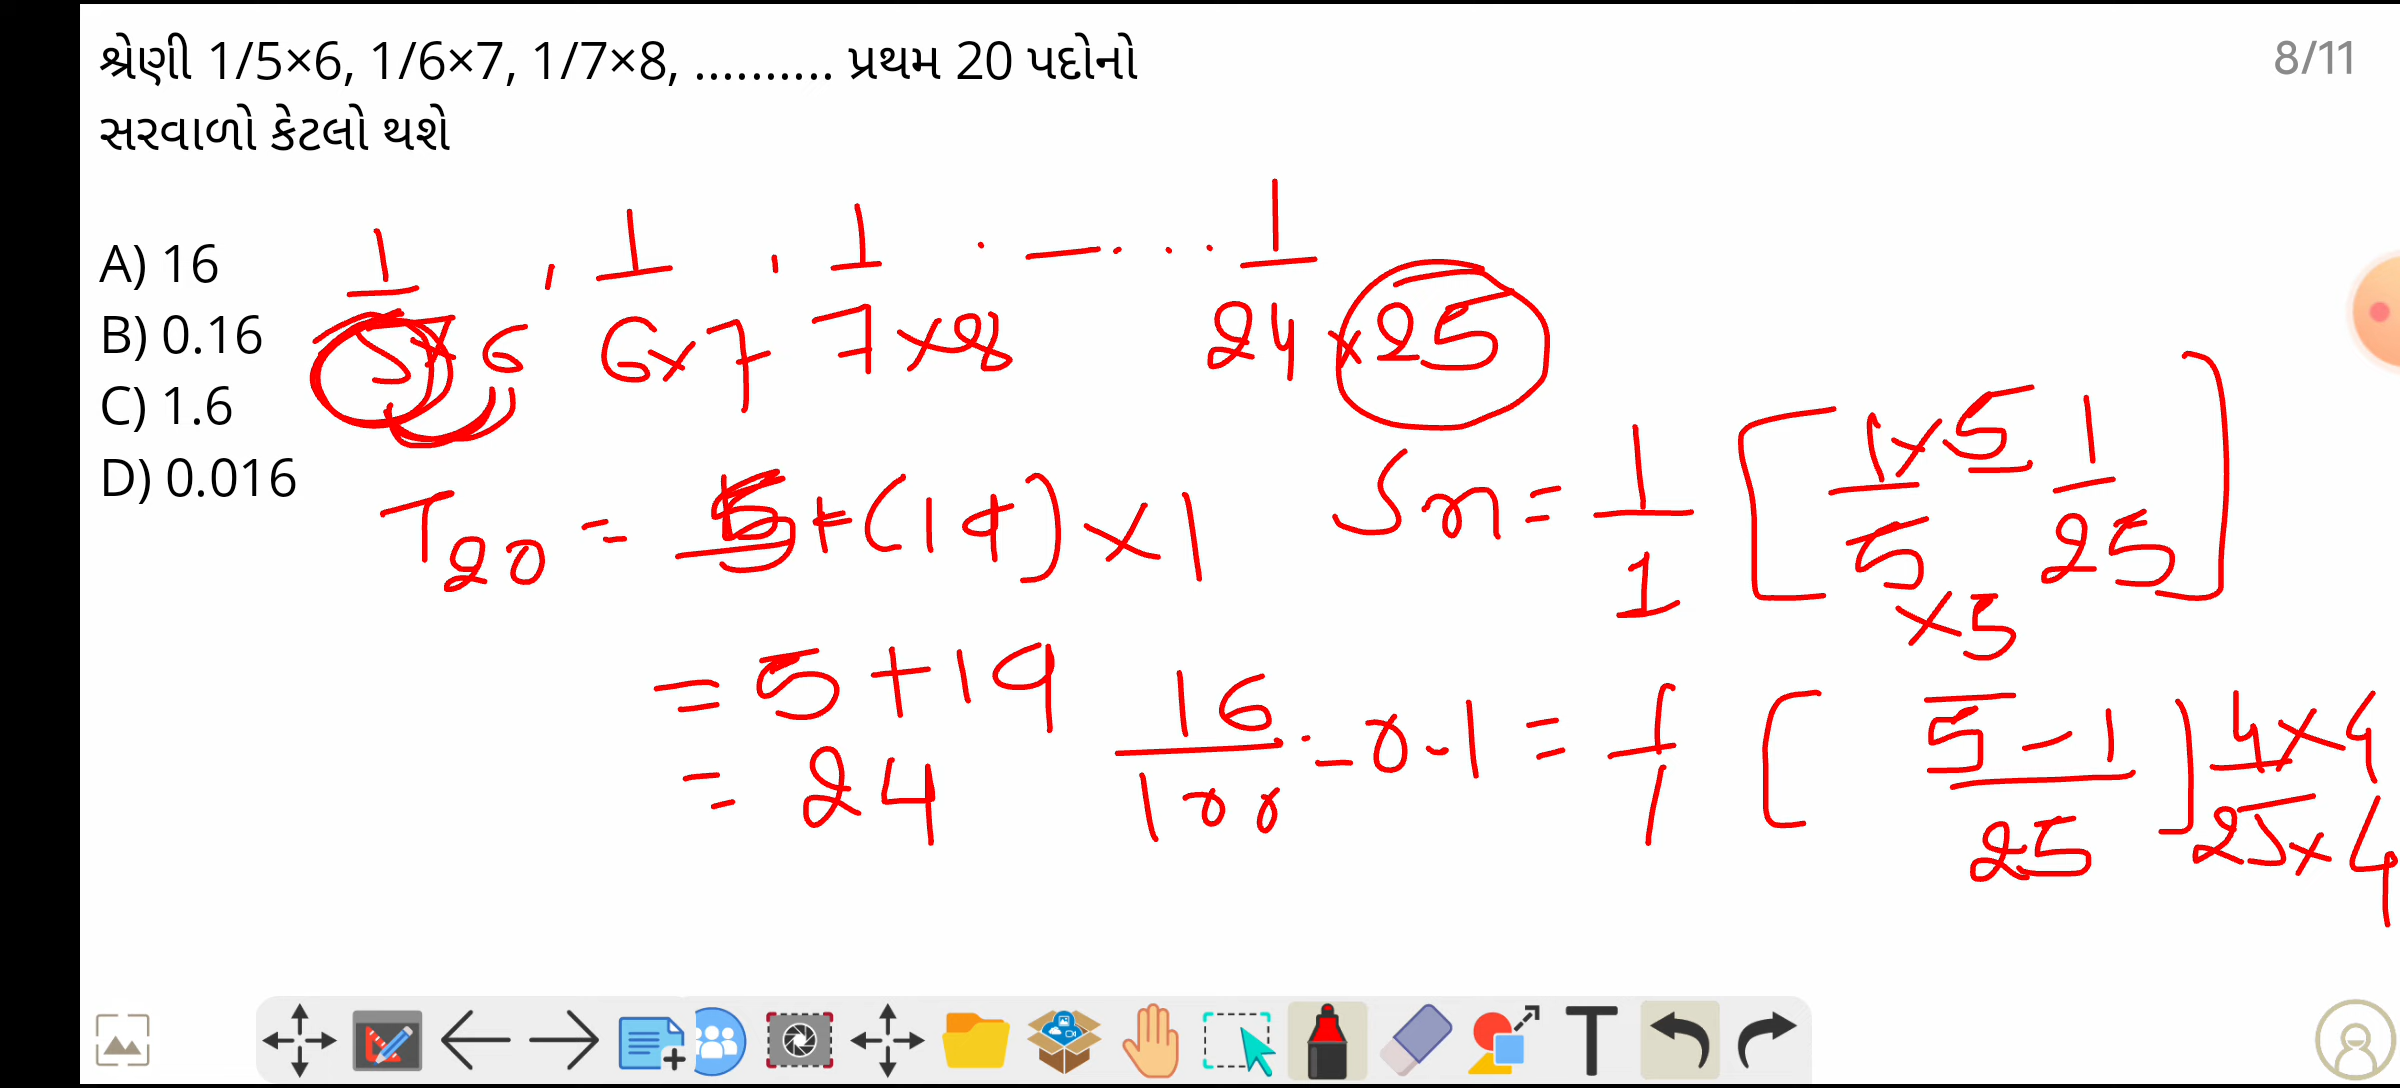 શ્રેણી 1/5×6, 1/6×7, 1/7×8, .......... પ્રથમ 20 પદોનો
સરવાળો કેટલો થશે
8/11
A) 16
B) 0.16
C) 1.6
D) 0.016
1/5×6 , 1/6×7 , 1/7×8 . — . . . 1/24×25
T20 = 5+(19)×1
= 5+19
= 24
Sn = 1/1 [ 1×5/5×5 1/25 ]
= 1/1 [ 5-1/25 ] 4×4/25×4
16/100 = 0.1
T